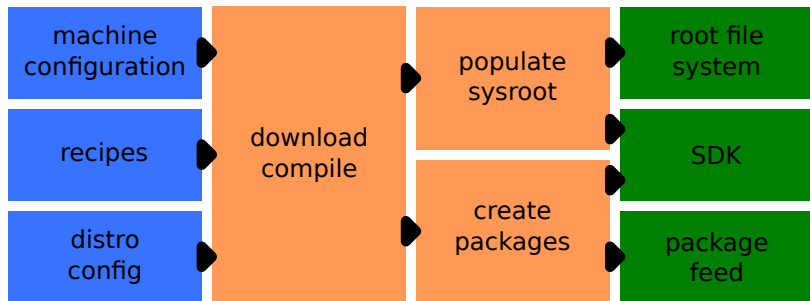 machine
configuration
recipes
distro
config
download
compile
populate
sysroot
create
packages
root file
system
SDK
package
feed